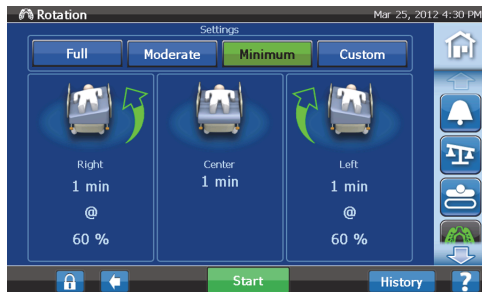 Rotation
Mar 25, 2012 4:30 PM
Settings
Full
Moderate
Minimum
Custom
Right
1 min
@
60 %
Center
1 min
Left
1 min
@
60 %
Start
History
?